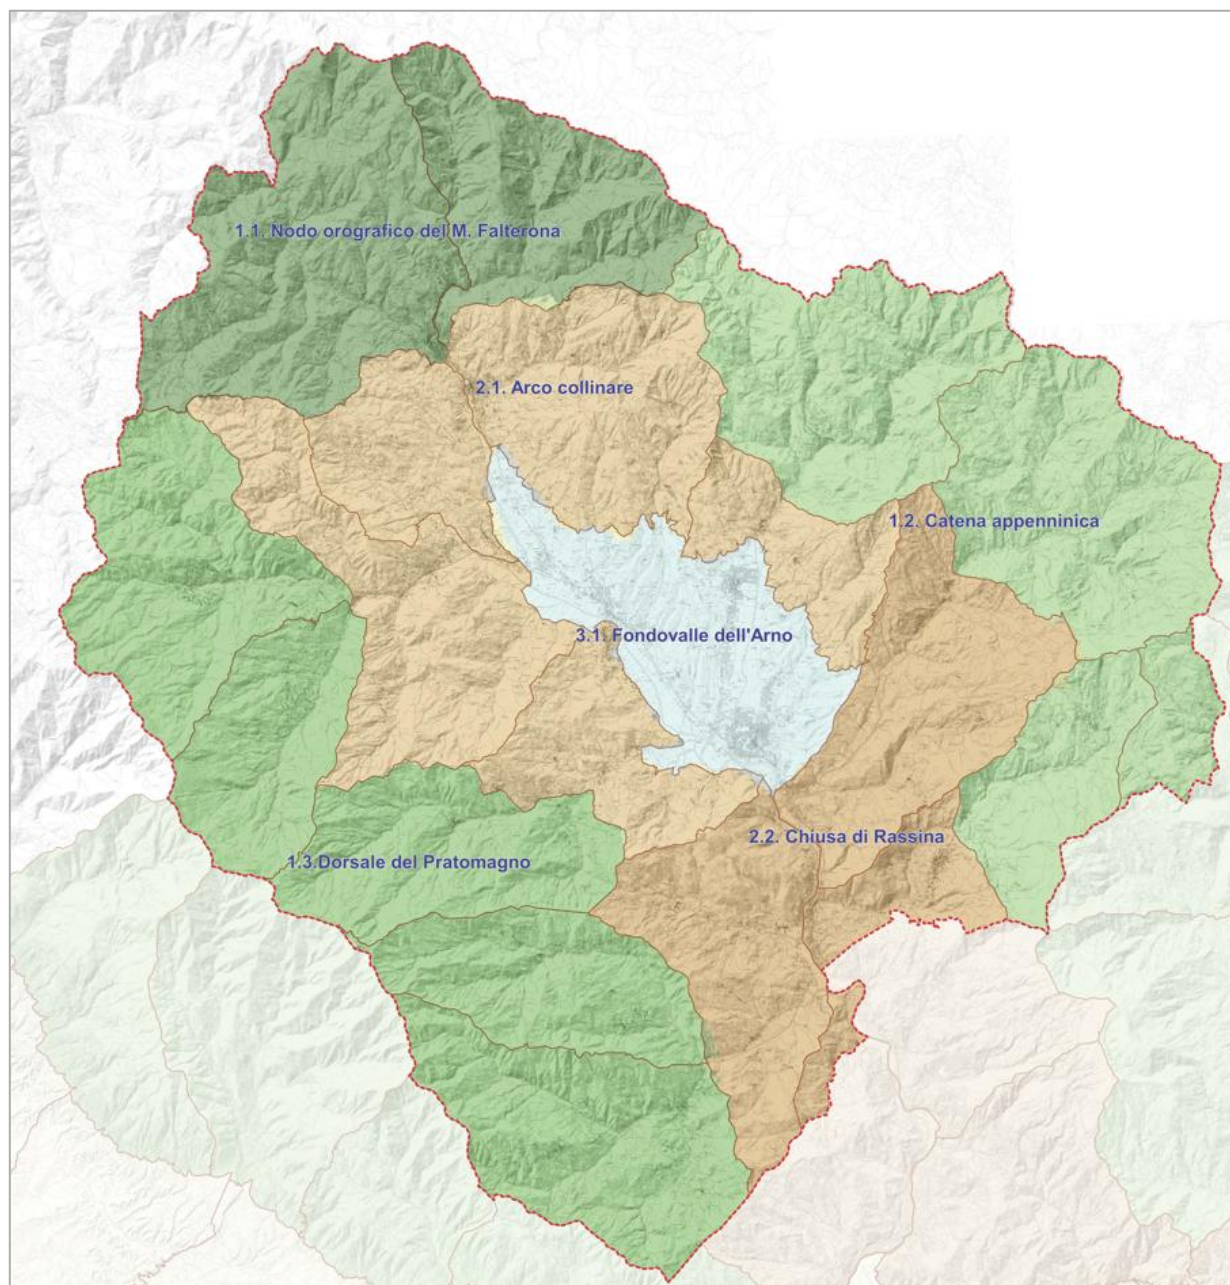 1.1. Nodo orografico del M. Falterona
2.1. Arco collinare
1.2. Catena appenninica
3.1. Fondovalle dell'Arno
2.2. Chiusa di Rassina
1.3.Dorsale del Pratomagno